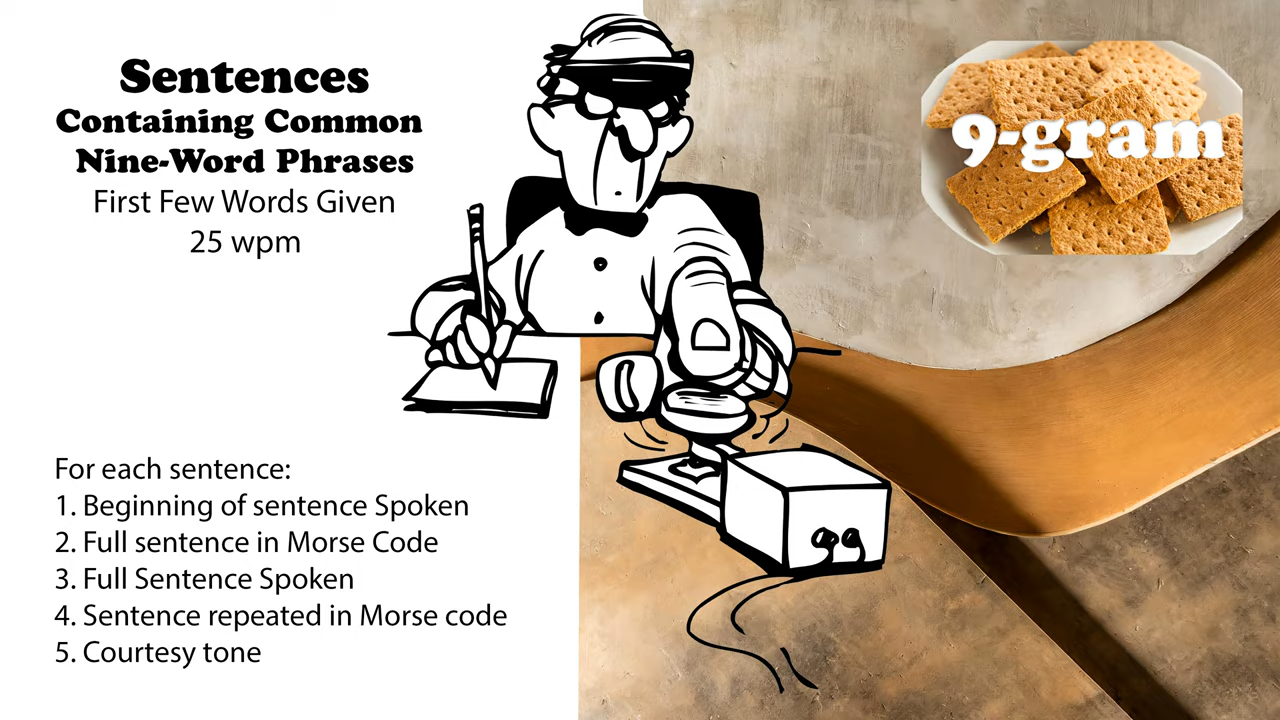 Sentences
Containing Common
Nine-Word Phrases
First Few Words Given
25 wpm
9-gram
For each sentence:
1. Beginning of sentence Spoken
2. Full sentence in Morse Code
3. Full Sentence Spoken
4. Sentence repeated in Morse code
5. Courtesy tone